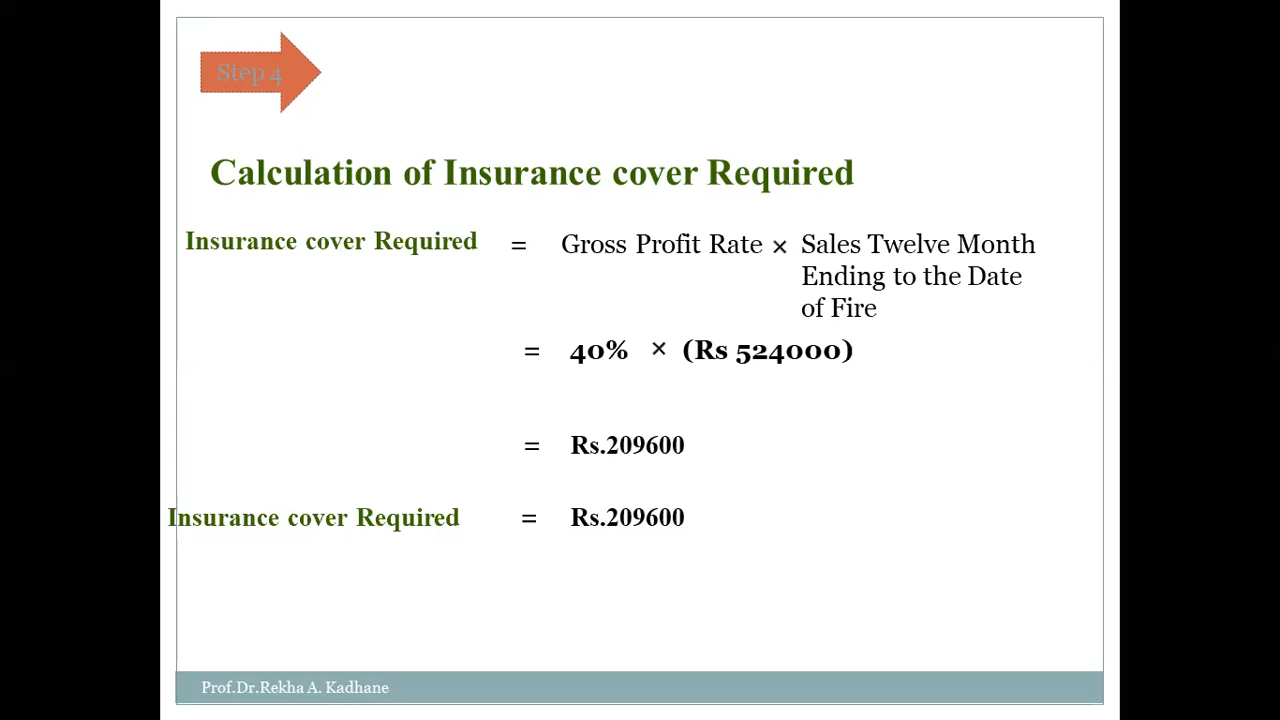 Step 4
Calculation of Insurance cover Required
Insurance cover Required = Gross Profit Rate × Sales Twelve Month
Ending to the Date
of Fire
= 40% × (Rs 524000)
= Rs.209600
Insurance cover Required = Rs.209600
Prof.Dr.Rekha A. Kadhane